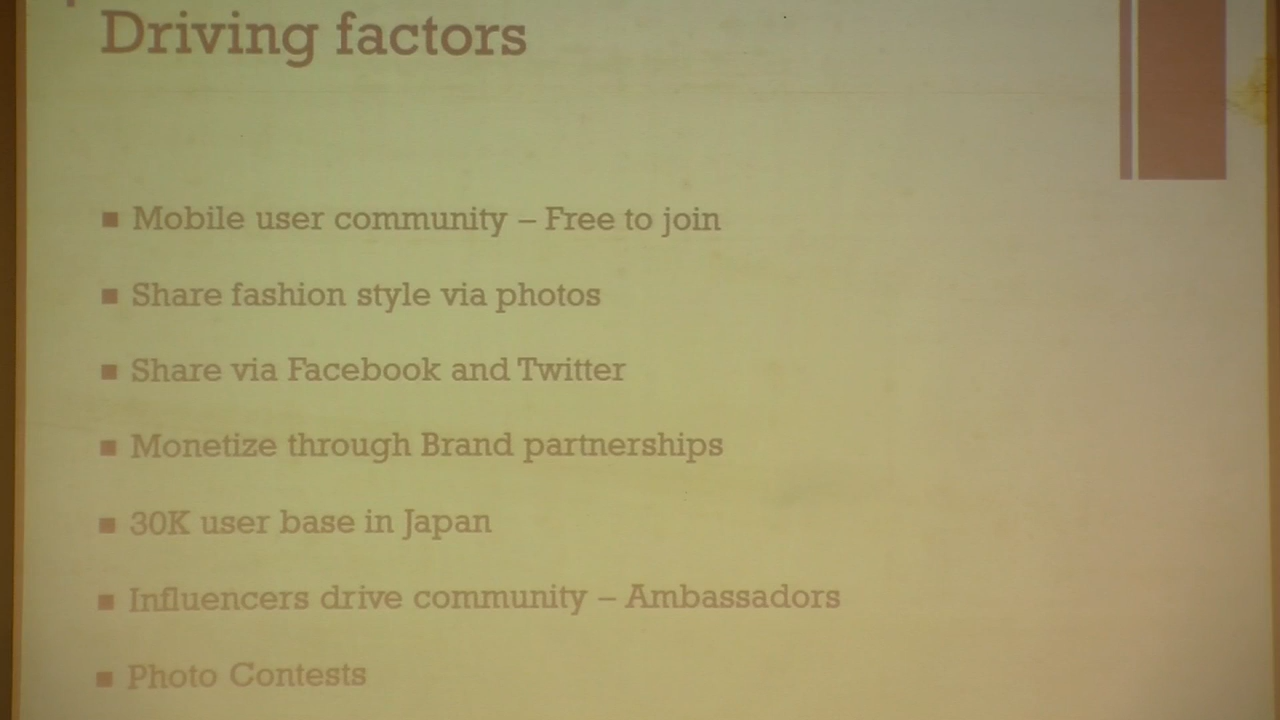 Driving factors
■ Mobile user community – Free to join
■ Share fashion style via photos
■ Share via Facebook and Twitter
■ Monetize through Brand partnerships
■ 30K user base in Japan
■ Influencers drive community – Ambassadors
■ Photo Contests